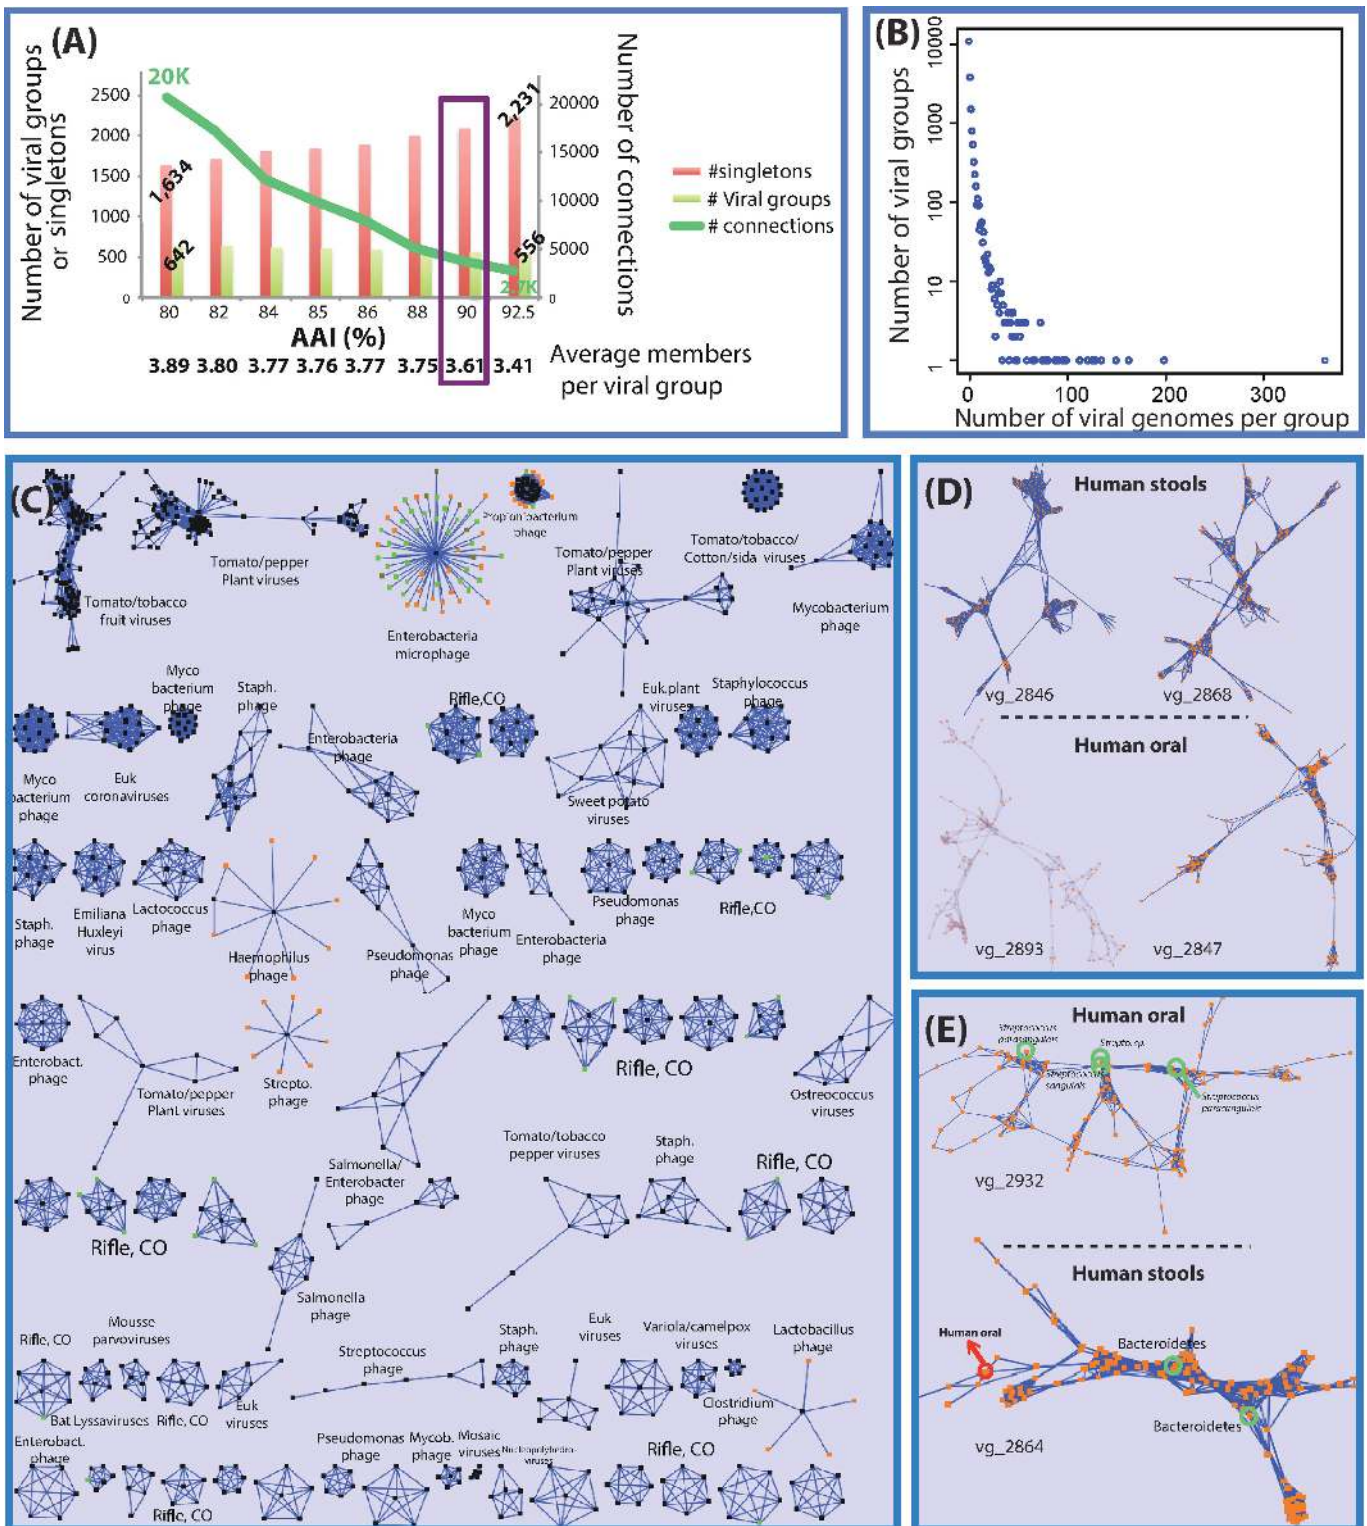 (A)
Number of viral groups
or singletons
2500
2000
1500
1000
500
0
20K
1,634
642
2,231
556
2.7K
20000
15000
10000
5000
0
Number of connections
#singletons
# Viral groups
# connections
80 82 84 85 86 88 90 92.5
AAI (%)
3.89 3.80 3.77 3.76 3.77 3.75 3.61 3.41
Average members
per viral group
(B)
Number of viral groups
10000
1000
100
10
1
0 100 200 300
Number of viral genomes per group
(C)
Tomato/tobacco
fruit viruses
Tomato/pepper
Plant viruses
Enterobacteria
microphage
Propionibacterium
phage
Tomato/pepper
Plant viruses
Tomato/tobacco/
Cotton/sida viruses
Mycobacterium
phage
Myco
bacterium
phage
Staph.
phage
Enterobacteria
phage
Rifle,CO
Euk.plant
viruses
Staphylococcus
phage
Myco
bacterium
phage
Euk
coronaviruses
Sweet potato
viruses
Staph.
phage
Emiliana
Huxleyi
virus
Lactococcus
phage
Haemophilus
phage
Pseudomonas
phage
Myco
bacterium
phage
Enterobacteria
phage
Pseudomonas
phage
Rifle,CO
Enterobact.
phage
Tomato/pepper
Plant viruses
Strepto.
phage
Salmonella/
Enterobacter
phage
Rifle, CO
Ostreococcus
viruses
Rifle, CO
Salmonella
phage
Tomato/tobacco
pepper viruses
Staph.
phage
Rifle, CO
Rifle, CO
Mousse
parvoviruses
Bat Lyssaviruses
Rifle, CO
Euk
viruses
Streptococcus
phage
Staph.
phage
Euk
viruses
Variola/camelpox
viruses
Clostridium
phage
Lactobacillus
phage
Enterobact.
phage
Rifle, CO
Pseudomonas
phage
Mycob.
phage
Mosaic
viruses
Nucleopolyhedra-
viruses
Rifle, CO
(D)
Human stools
vg_2846
vg_2868
Human oral
vg_2893
vg_2847
(E)
Human oral
Streptococcus
parasanguinis
Strepto. sp.
Streptococcus
sanguinis
Streptococcus
parasanguinis
vg_2932
Human stools
Human oral
Bacteroidetes
Bacteroidetes
vg_2864